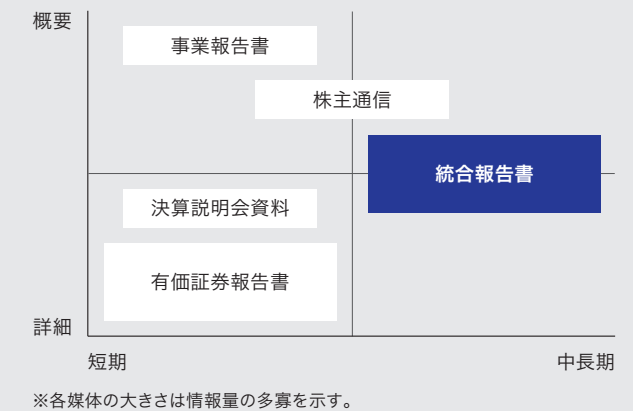 概要
事業報告書
株主通信
統合報告書
決算説明会資料
有価証券報告書
詳細
短期
中長期
※各媒体の大きさは情報量の多寡を示す。